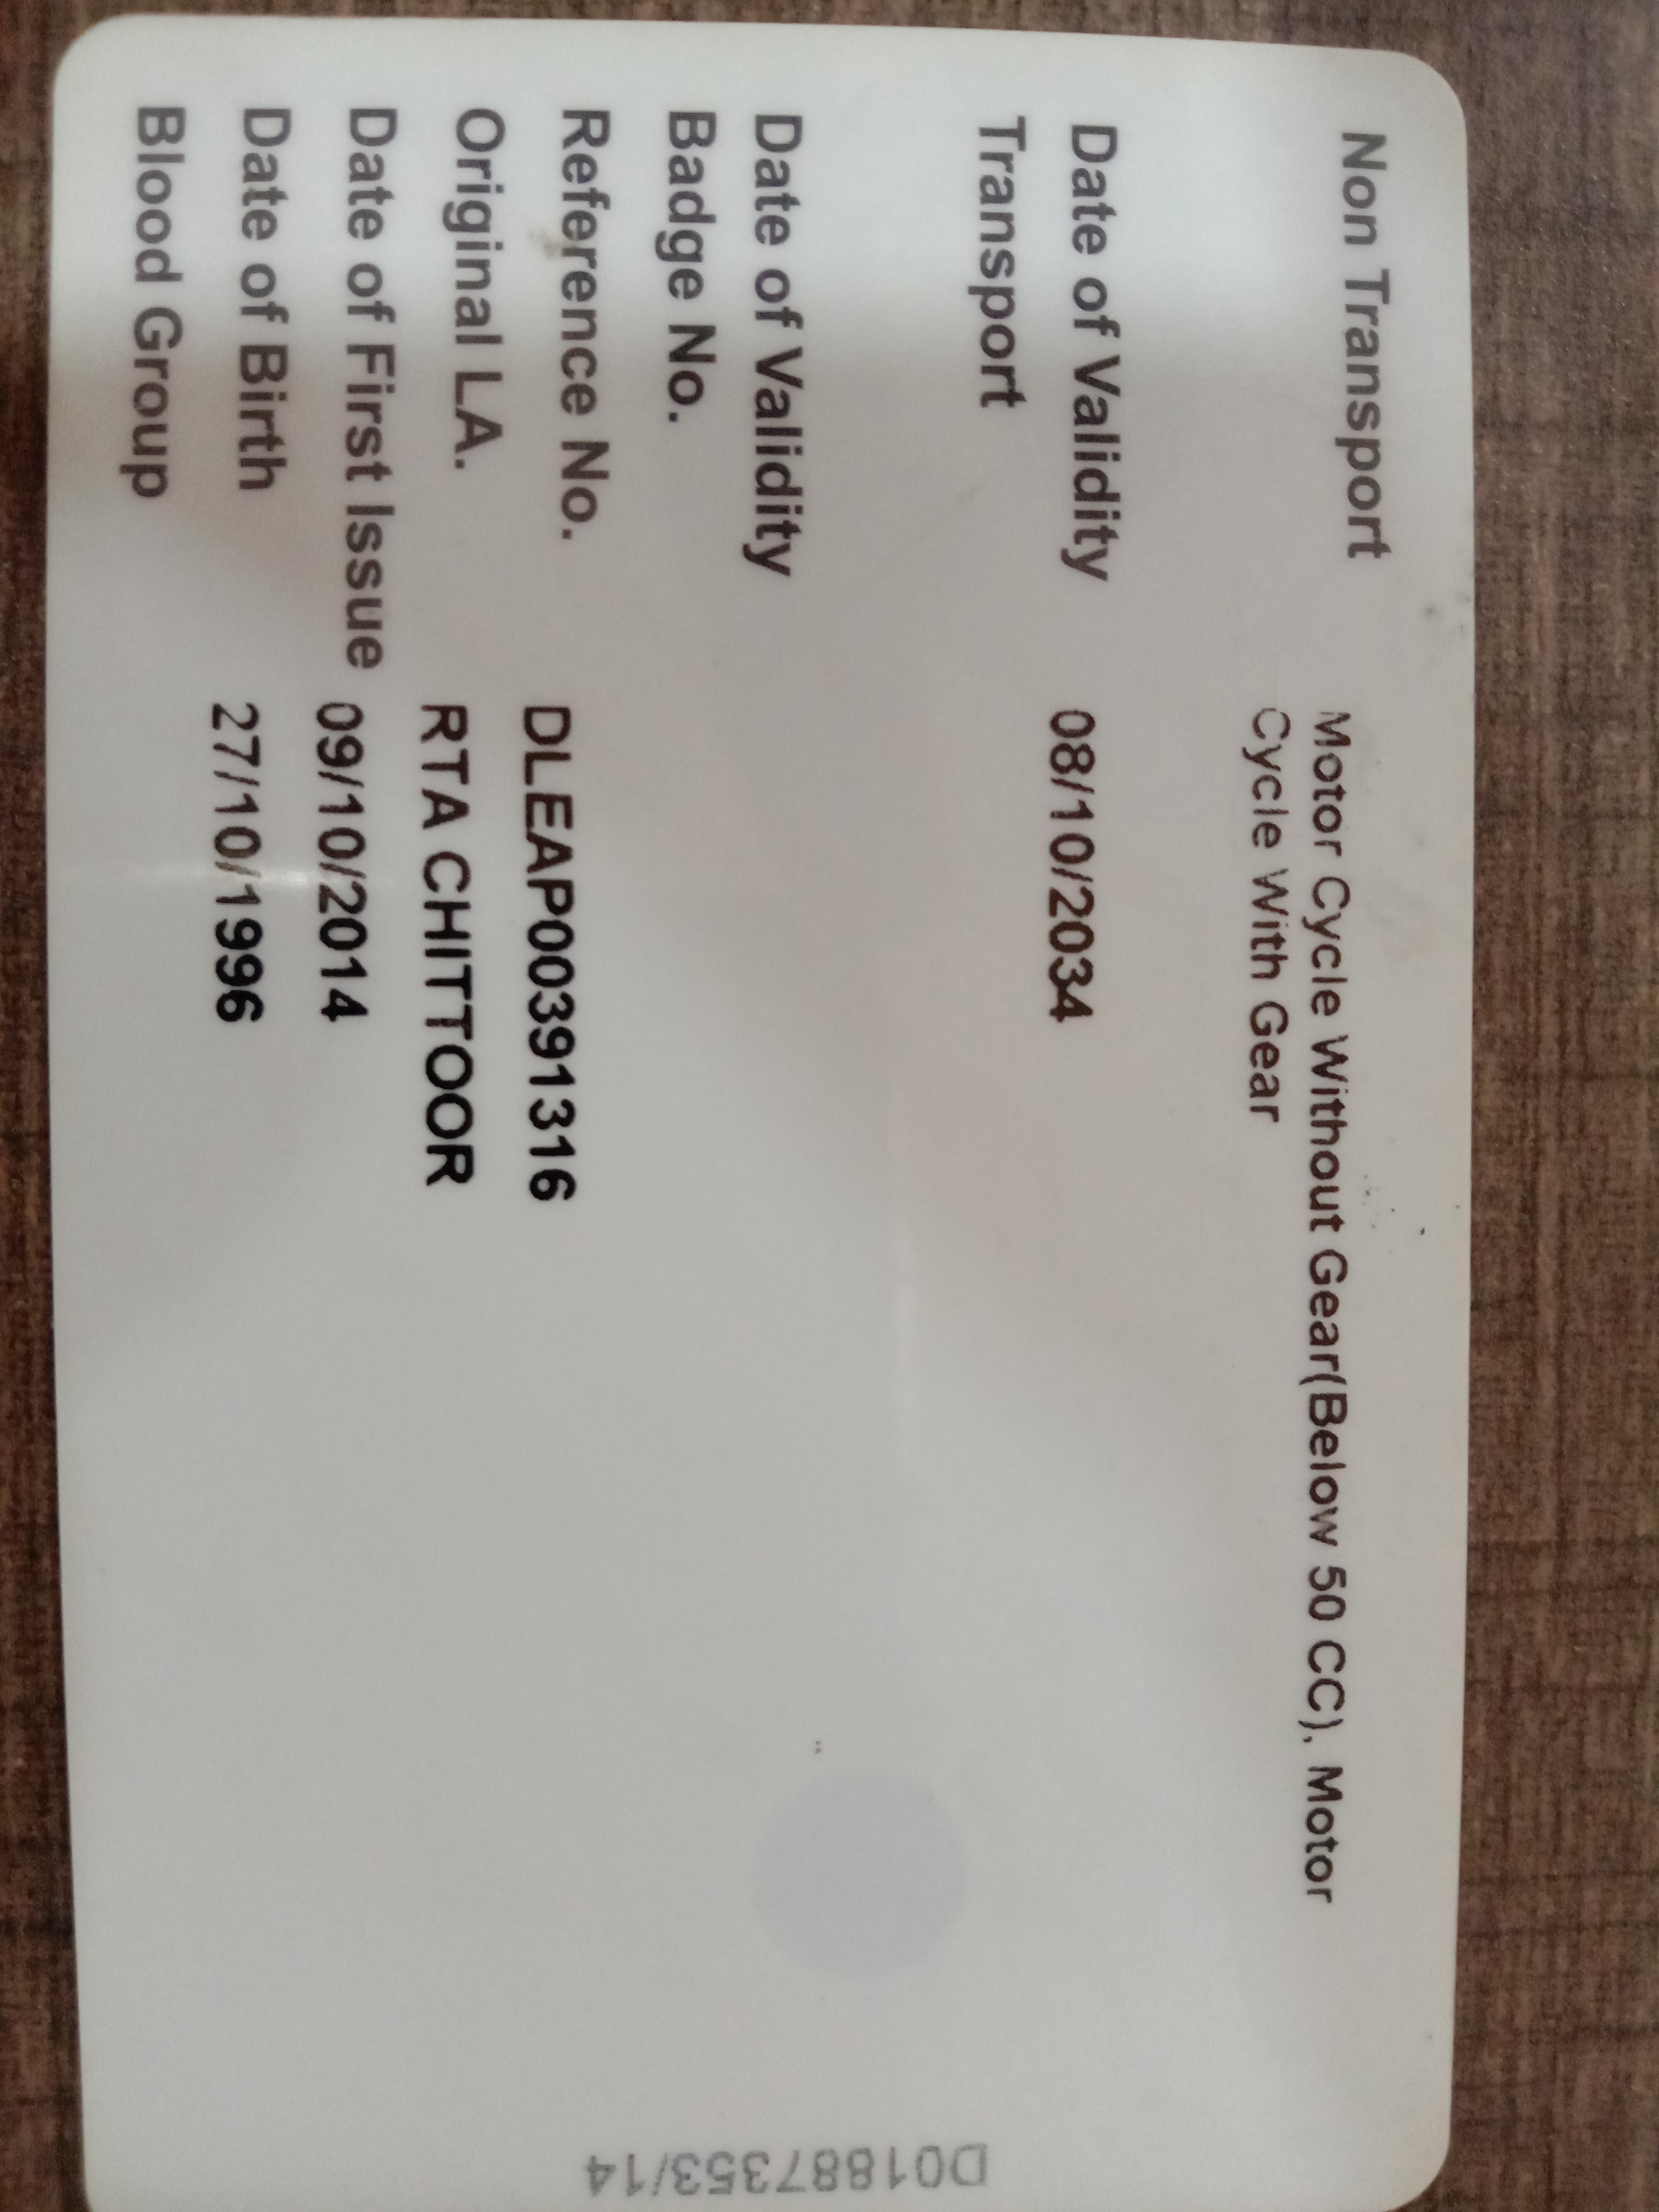 Non Transport
Motor Cycle Without Gear(Below 50 CC), Motor
Cycle With Gear
Date of Validity 08/10/2034
Transport
Date of Validity
Badge No.
Reference No. DLEAP00391316
Original LA. RTA CHITTOOR
Date of First Issue 09/10/2014
Date of Birth 27/10/1996
Blood Group
D01887353/14